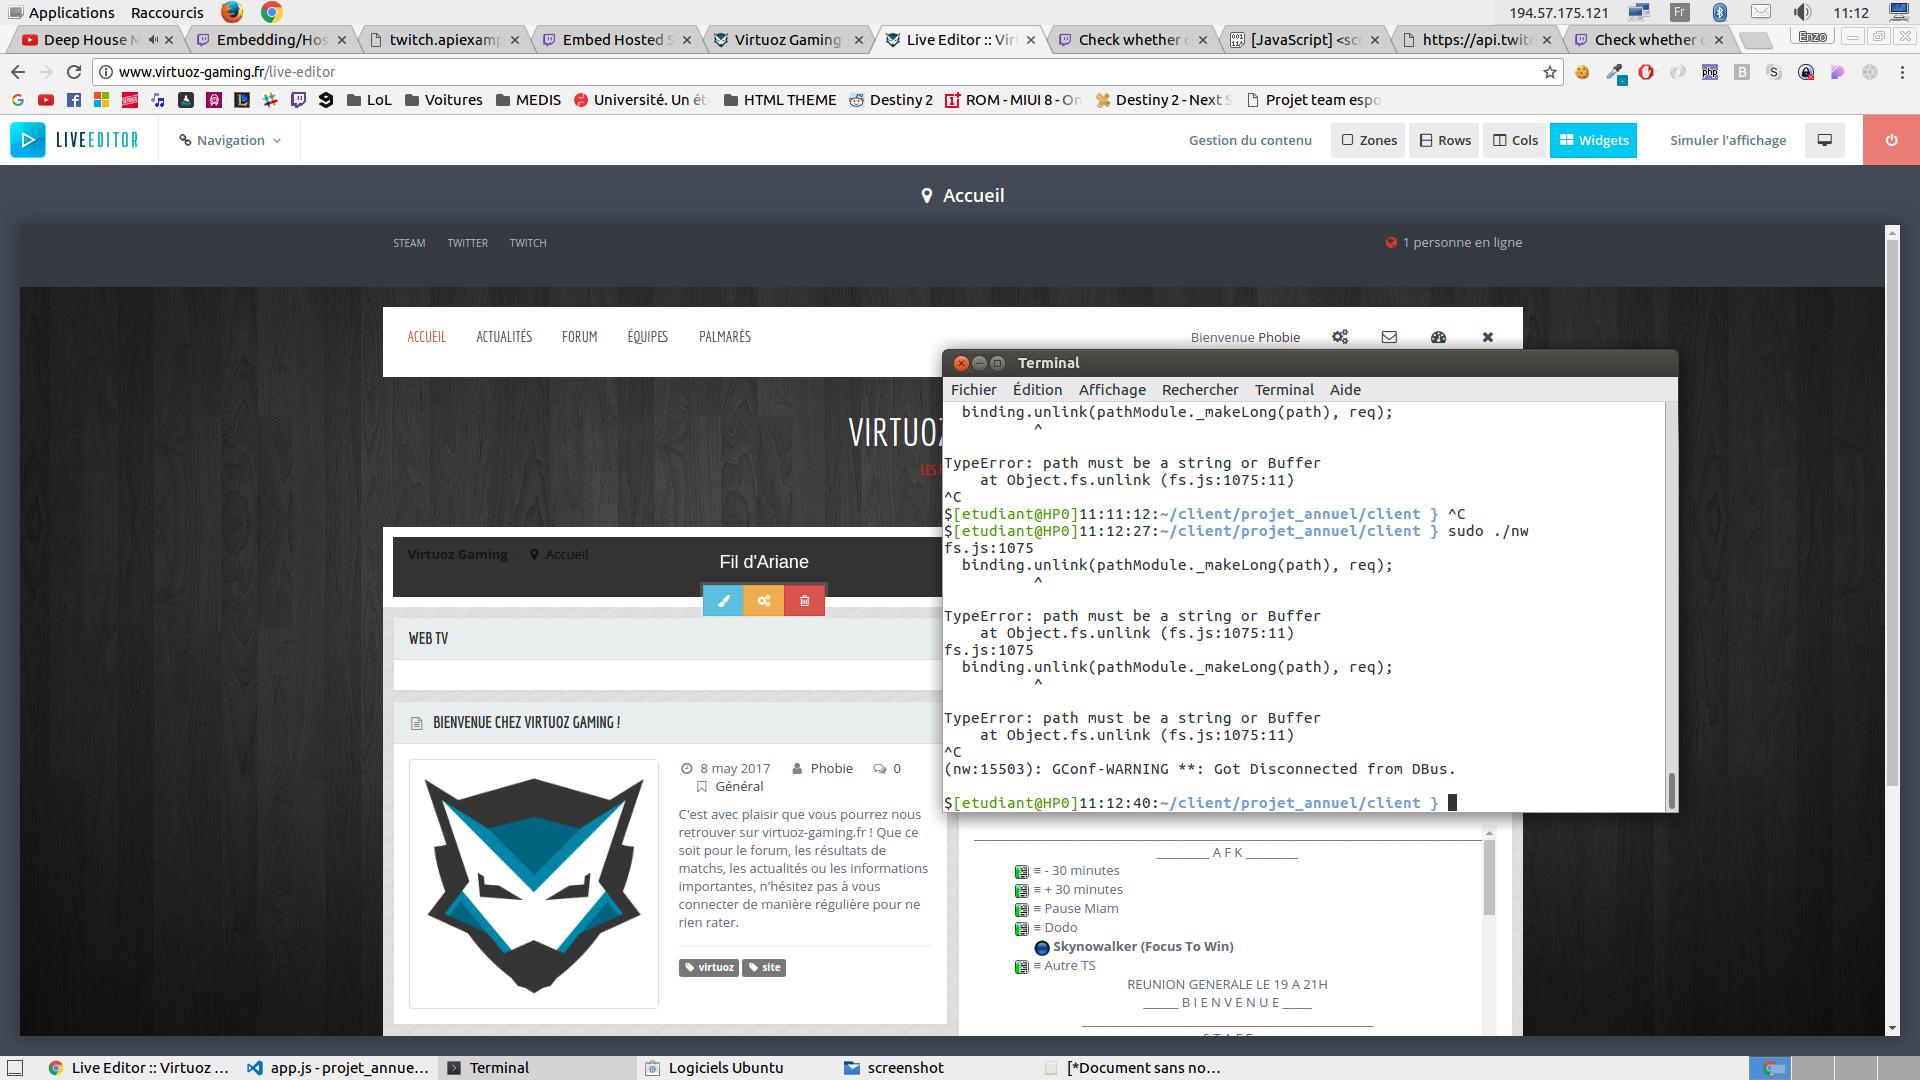 Applications Raccourcis 194.57.175.121 Fr 11:12
Deep House M Embedding/Hos twitch.apiexamp Embed Hosted S Virtuoz Gaming Live Editor :: Virt Check whether c [JavaScript] <sc https://api.twitc Check whether c Enzo
www.virtuoz-gaming.fr/live-editor
LoL Voitures MEDIS Université. Un ét HTML THEME Destiny 2 ROM - MIUI 8 - On Destiny 2 - Next S Projet team espo
LIVEEDITOR Navigation Gestion du contenu Zones Rows Cols Widgets Simuler l'affichage
Accueil
STEAM TWITTER TWITCH 1 personne en ligne
ACCUEIL ACTUALITÉS FORUM ÉQUIPES PALMARÈS Bienvenue Phobie
VIRTUOZ
LES
Virtuoz Gaming / Accueil
Fil d'Ariane
WEB TV
BIENVENUE CHEZ VIRTUOZ GAMING !
8 may 2017 Phobie 0
Général
C'est avec plaisir que vous pourrez nous
retrouver sur virtuoz-gaming.fr ! Que ce
soit pour le forum, les résultats de
matchs, les actualités ou les informations
importantes, n'hésitez pas à vous
connecter de manière régulière pour ne
rien rater.
virtuoz site
Terminal
Fichier Édition Affichage Rechercher Terminal Aide
binding.unlink(pathModule._makeLong(path), req);
^
TypeError: path must be a string or Buffer
at Object.fs.unlink (fs.js:1075:11)
^C
$[etudiant@HP0]11:11:12:~/client/projet_annuel/client } ^C
$[etudiant@HP0]11:12:27:~/client/projet_annuel/client } sudo ./nw
fs.js:1075
binding.unlink(pathModule._makeLong(path), req);
^
TypeError: path must be a string or Buffer
at Object.fs.unlink (fs.js:1075:11)
fs.js:1075
binding.unlink(pathModule._makeLong(path), req);
^
TypeError: path must be a string or Buffer
at Object.fs.unlink (fs.js:1075:11)
^C
(nw:15503): GConf-WARNING **: Got Disconnected from DBus.
$[etudiant@HP0]11:12:40:~/client/projet_annuel/client }
________ A F K ________
≡ - 30 minutes
≡ + 30 minutes
≡ Pause Miam
≡ Dodo
Skynowalker (Focus To Win)
≡ Autre TS
REUNION GENERALE LE 19 A 21H
_____ B I E N V E N U E ____
Live Editor :: Virtuoz ... app.js - projet_annue... Terminal Logiciels Ubuntu screenshot [*Document sans no...